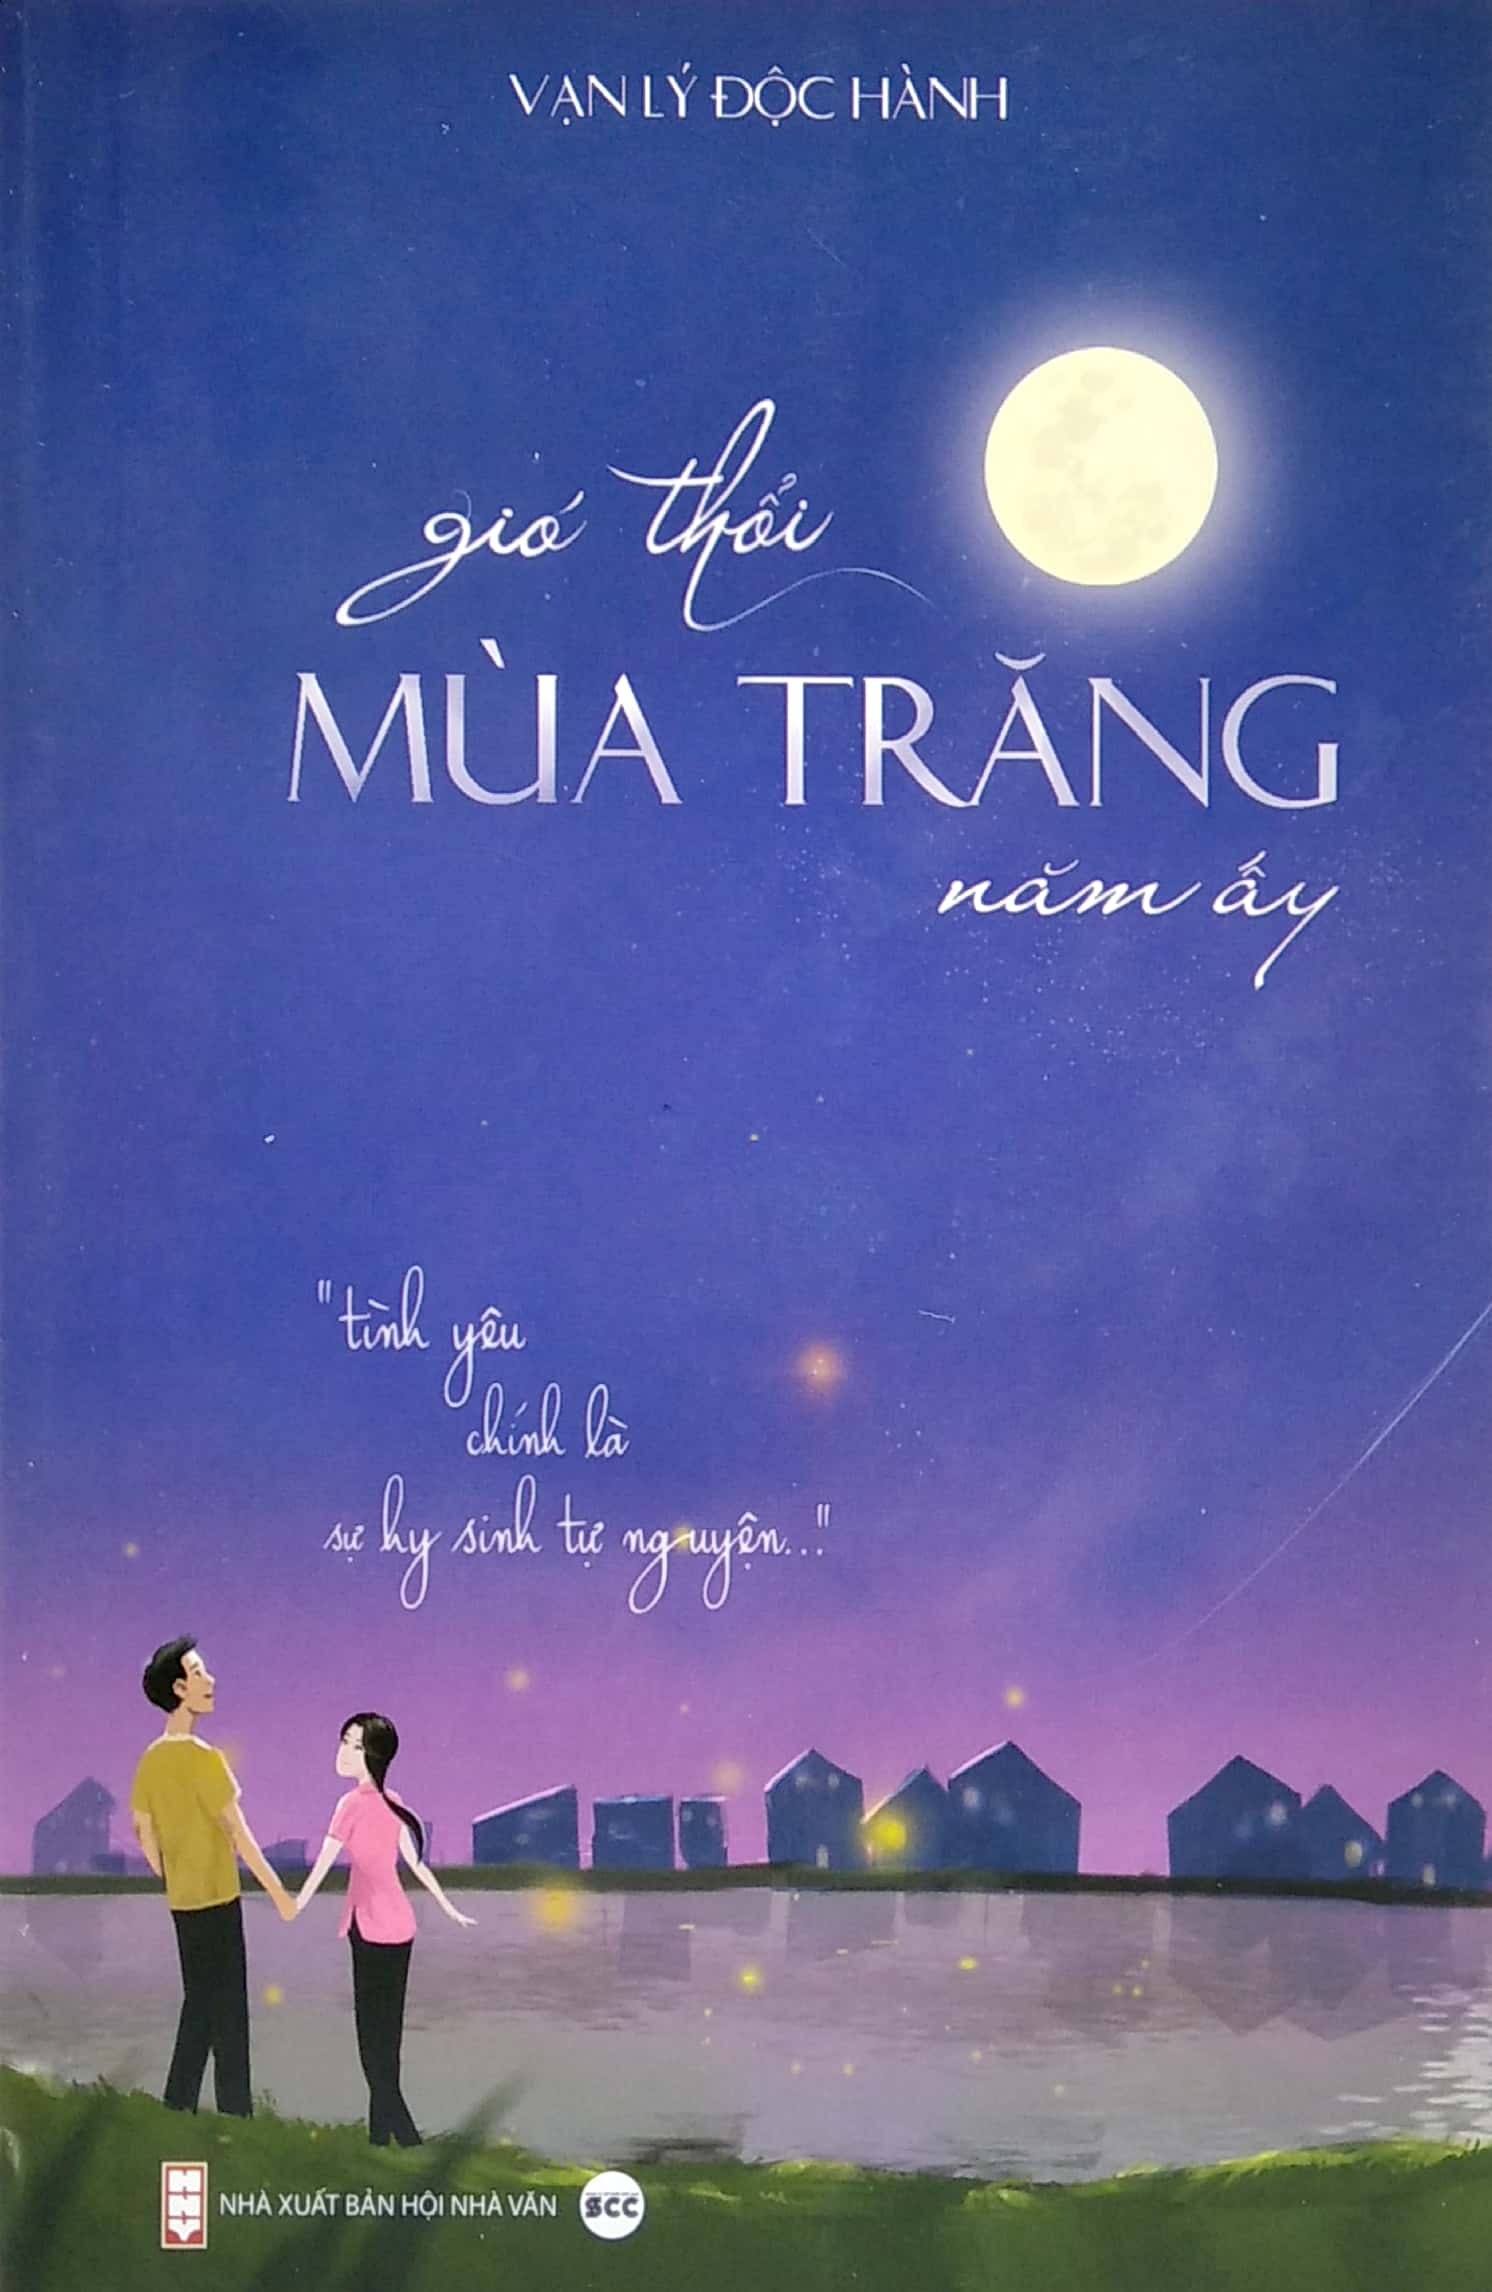 VẠN LÝ ĐỘC HÀNH
gió thổi
MÙA TRĂNG
năm ấy
"tình yêu
chính là
sự hy sinh tự nguyện..."
NHÀ XUẤT BẢN HỘI NHÀ VĂN
HNV
SCC